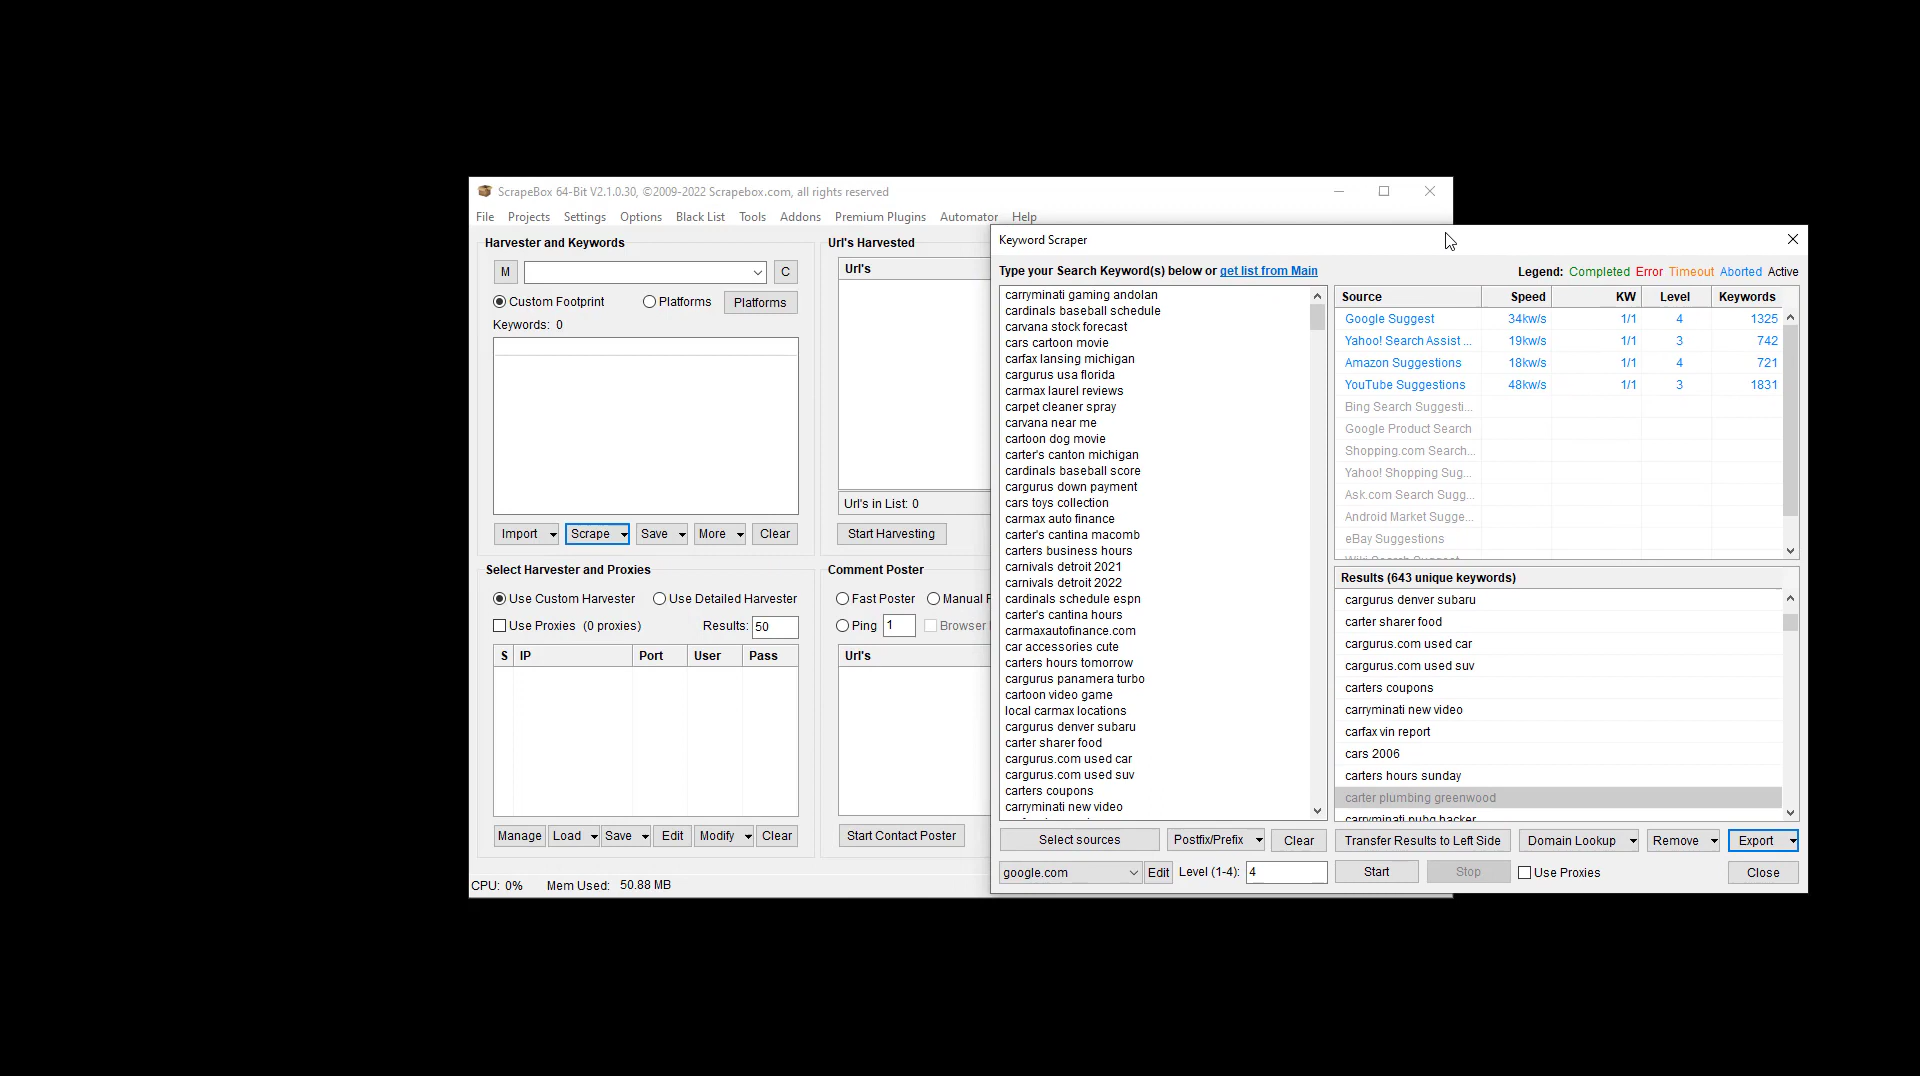 ScrapeBox 64-Bit V2.1.0.30, ©2009-2022 Scrapebox.com, all rights reserved
File Projects Settings Options Black List Tools Addons Premium Plugins Automator Help
Harvester and Keywords
M
C
Custom Footprint
Platforms
Platforms
Keywords: 0
Import
Scrape
Save
More
Clear
Select Harvester and Proxies
Use Custom Harvester
Use Detailed Harvester
Use Proxies (0 proxies)
Results: 50
S IP Port User Pass
Manage
Load
Save
Edit
Modify
Clear
CPU: 0% Mem Used: 50.88 MB
Url's Harvested
Url's
Url's in List: 0
Start Harvesting
Comment Poster
Fast Poster
Manual
Ping 1
Browser
Url's
Start Contact Poster
Keyword Scraper
Type your Search Keyword(s) below or get list from Main
carryminati gaming andolan
cardinals baseball schedule
carvana stock forecast
cars cartoon movie
carfax lansing michigan
cargurus usa florida
carmax laurel reviews
carpet cleaner spray
carvana near me
cartoon dog movie
carter's canton michigan
cardinals baseball score
cargurus down payment
cars toys collection
carmax auto finance
carter's cantina macomb
carters business hours
carnivals detroit 2021
carnivals detroit 2022
cardinals schedule espn
carter's cantina hours
carmaxautofinance.com
car accessories cute
carters hours tomorrow
cargurus panamera turbo
cartoon video game
local carmax locations
cargurus denver subaru
carter sharer food
cargurus.com used car
cargurus.com used suv
carters coupons
carryminati new video
Select sources
Postfix/Prefix
Clear
google.com
Edit
Level (1-4): 4
Legend: Completed Error Timeout Aborted Active
Source Speed KW Level Keywords
Google Suggest 34kw/s 1/1 4 1325
Yahoo! Search Assist ... 19kw/s 1/1 3 742
Amazon Suggestions 18kw/s 1/1 4 721
YouTube Suggestions 48kw/s 1/1 3 1831
Bing Search Suggesti...
Google Product Search
Shopping.com Search...
Yahoo! Shopping Sug...
Ask.com Search Sugg...
Android Market Sugge...
eBay Suggestions
Results (643 unique keywords)
cargurus denver subaru
carter sharer food
cargurus.com used car
cargurus.com used suv
carters coupons
carryminati new video
carfax vin report
cars 2006
carters hours sunday
carter plumbing greenwood
carryminati pubg hacker
Transfer Results to Left Side
Domain Lookup
Remove
Export
Start
Stop
Use Proxies
Close